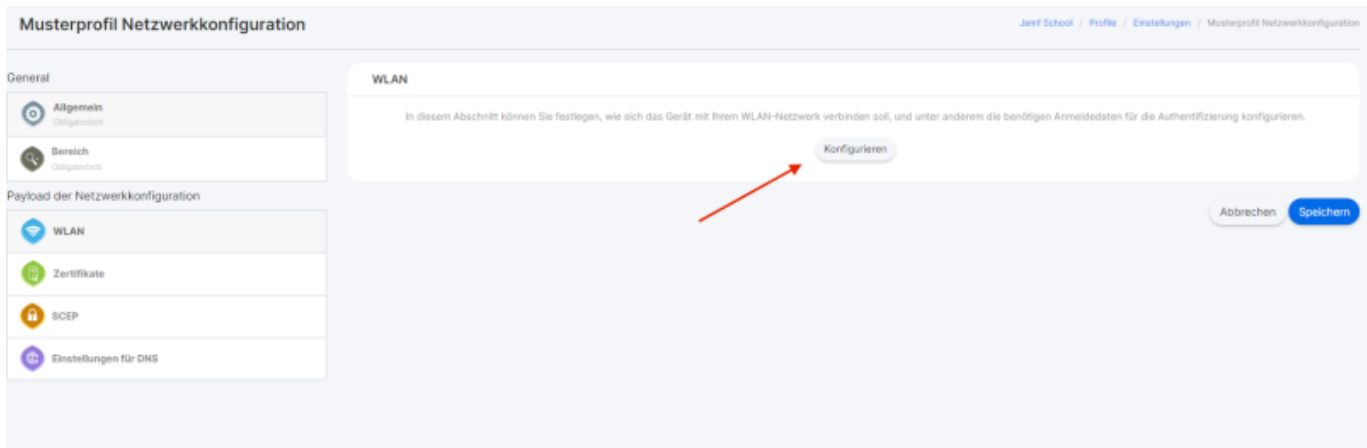 Musterprofil Netzwerkkonfiguration
Jamf School / Profile / Einstellungen / Musterprofil Netzwerkkonfiguration
General
Allgemein
Obligatorisch
Bereich
Obligatorisch
Payload der Netzwerkkonfiguration
WLAN
Zertifikate
SCEP
Einstellungen für DNS
WLAN
In diesem Abschnitt können Sie festlegen, wie sich das Gerät mit Ihrem WLAN-Netzwerk verbinden soll, und unter anderem die benötigen Anmeldedaten für die Authentifizierung konfigurieren.
Konfigurieren
Abbrechen
Speichern